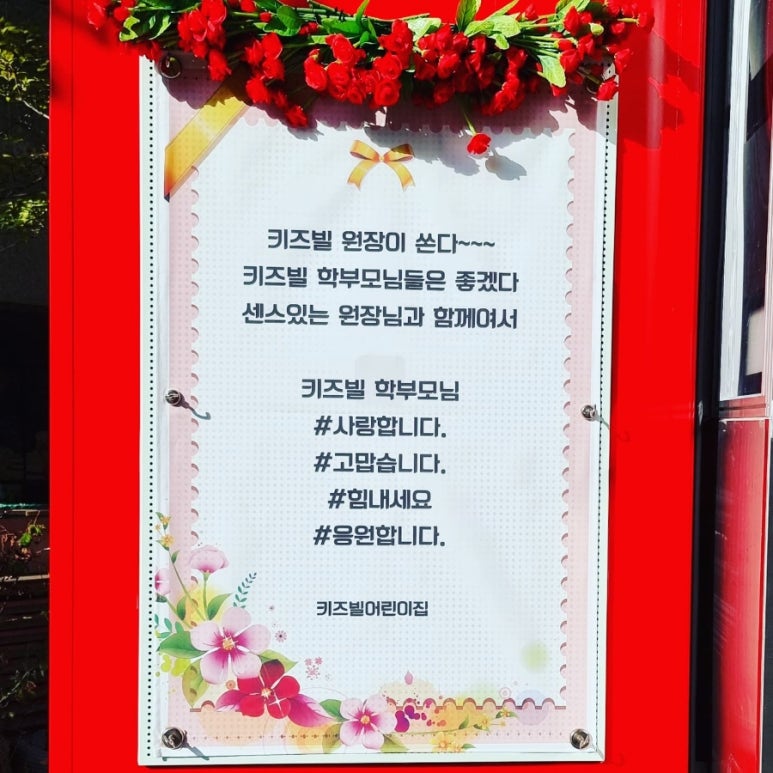 키즈빌 원장이 쏜다~~~
키즈빌 학부모님들은 좋겠다
센스있는 원장님과 함께여서
키즈빌 학부모님
#사랑합니다.
#고맙습니다.
#힘내세요
#응원합니다.
키즈빌어린이집